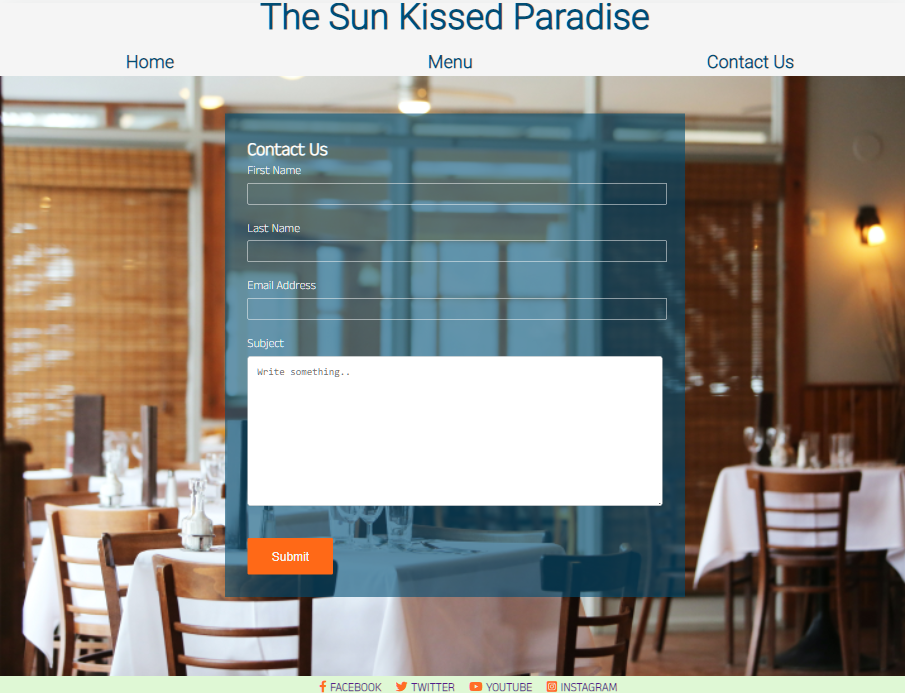 The Sun Kissed Paradise
Home Menu Contact Us
Contact Us
First Name
Last Name
Email Address
Subject
Write something..
Submit
FACEBOOK TWITTER YOUTUBE INSTAGRAM